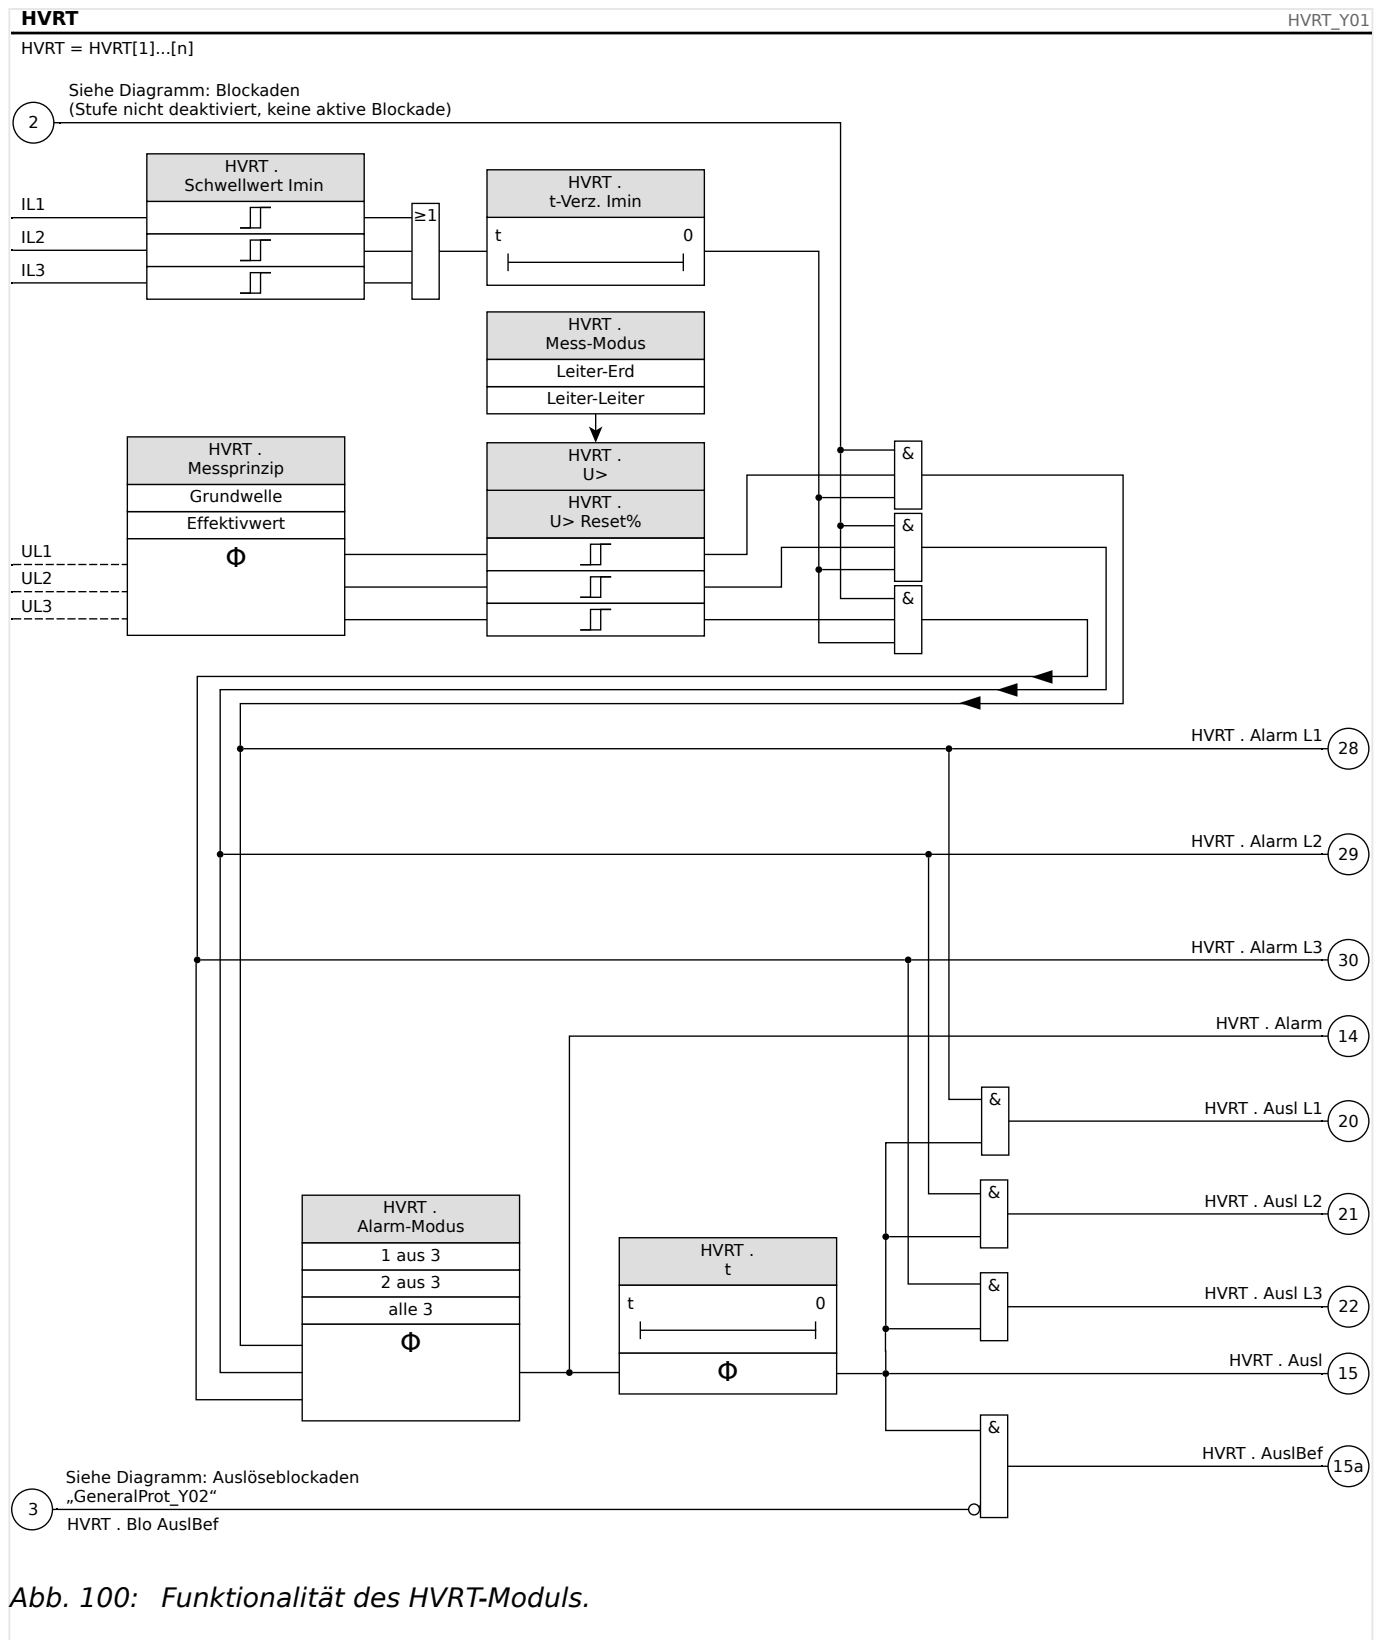 HVRT
HVRT_Y01
HVRT = HVRT[1]...[n]
Siehe Diagramm: Blockaden
(Stufe nicht deaktiviert, keine aktive Blockade)
2
HVRT .
Schwellwert Imin
IL1
IL2
IL3
≥1
HVRT .
t-Verz. Imin
t
0
HVRT .
Mess-Modus
Leiter-Erd
Leiter-Leiter
HVRT .
Messprinzip
Grundwelle
Effektivwert
Φ
UL1
UL2
UL3
HVRT .
U>
HVRT .
U> Reset%
&
&
&
HVRT . Alarm L1
28
HVRT . Alarm L2
29
HVRT . Alarm L3
30
HVRT . Alarm
14
&
HVRT . Ausl L1
20
&
HVRT . Ausl L2
21
&
HVRT . Ausl L3
22
HVRT .
Alarm-Modus
1 aus 3
2 aus 3
alle 3
Φ
HVRT .
t
t
0
Φ
HVRT . Ausl
15
&
HVRT . AuslBef
15a
Siehe Diagramm: Auslöseblockaden
„GeneralProt_Y02“
3
HVRT . Blo AuslBef
Abb. 100: Funktionalität des HVRT-Moduls.